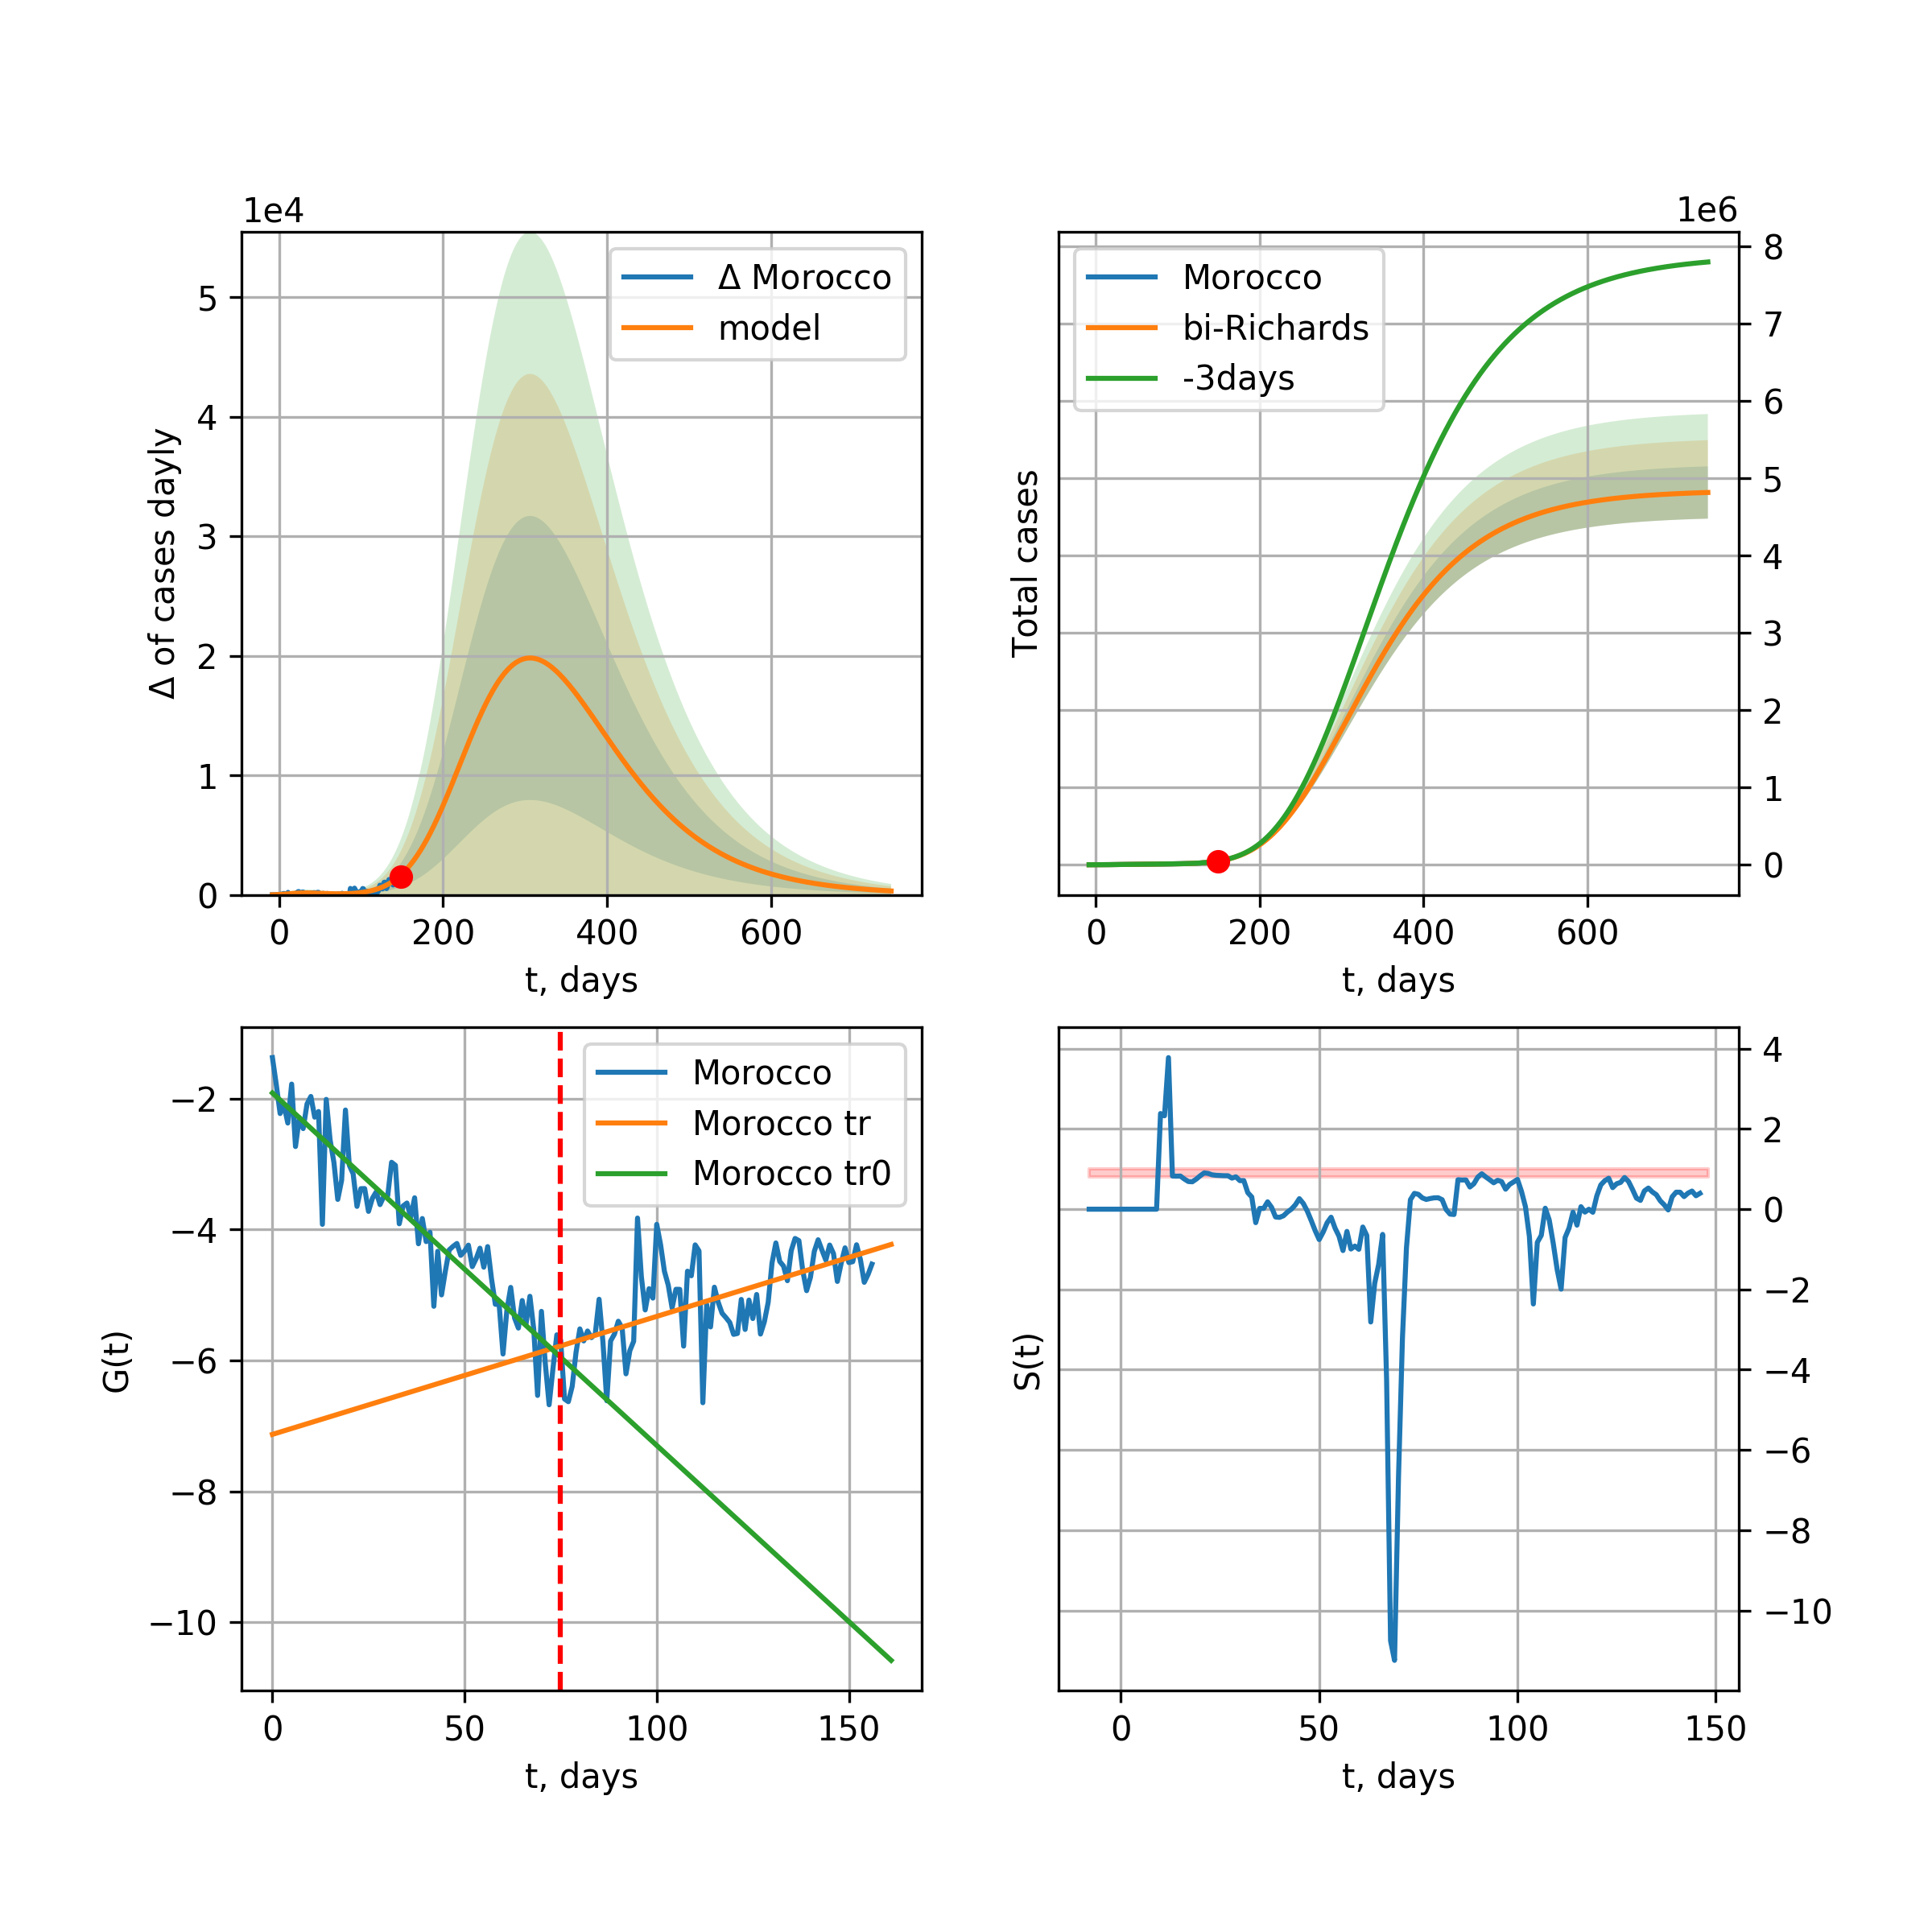 1e4
5
4
3
2
1
0
0 200 400 600
t, days
Δ of cases dayly
Δ Morocco
model
1e6
8
7
6
5
4
3
2
1
0
0 200 400 600
t, days
Total cases
Morocco
bi-Richards
-3days
−2
−4
−6
−8
−10
0 50 100 150
t, days
G(t)
Morocco
Morocco tr
Morocco tr0
4
2
0
−2
−4
−6
−8
−10
0 50 100 150
t, days
S(t)